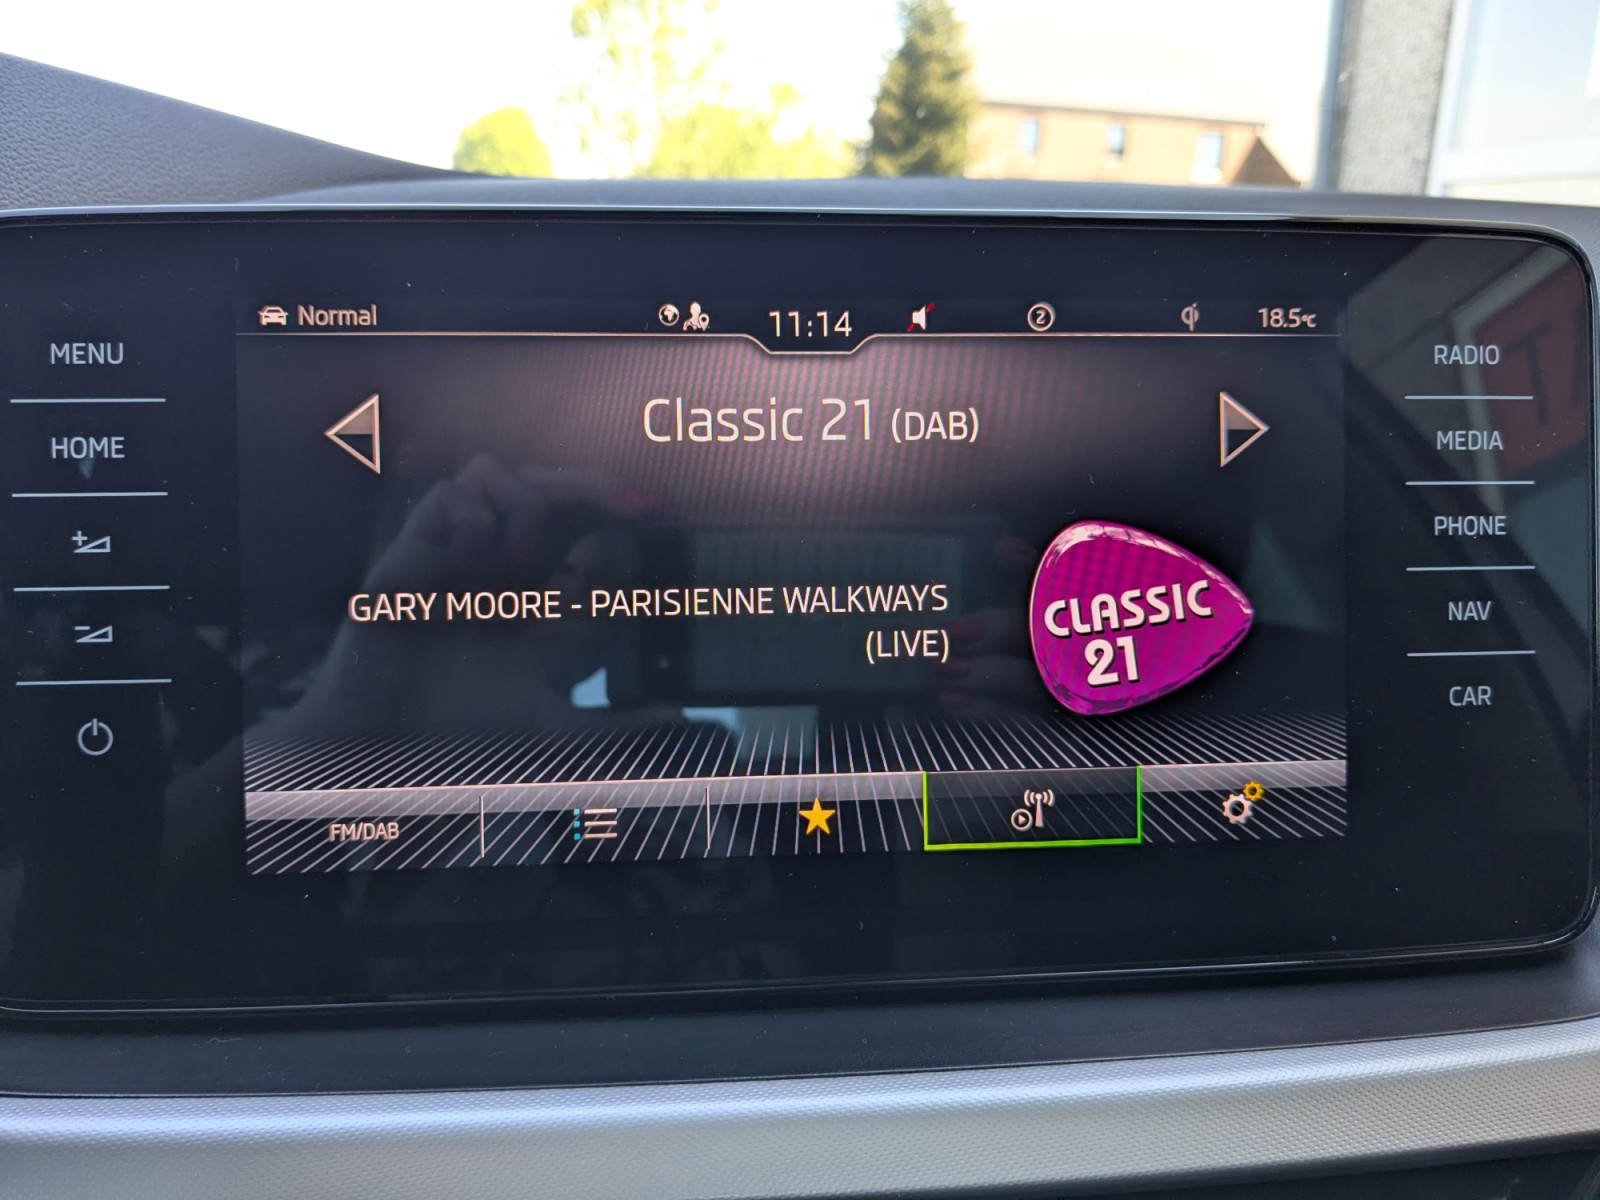 Normal
11:14
2
18.5°C
MENU
HOME
Classic 21 (DAB)
GARY MOORE - PARISIENNE WALKWAYS
(LIVE)
CLASSIC
21
FM/DAB
RADIO
MEDIA
PHONE
NAV
CAR